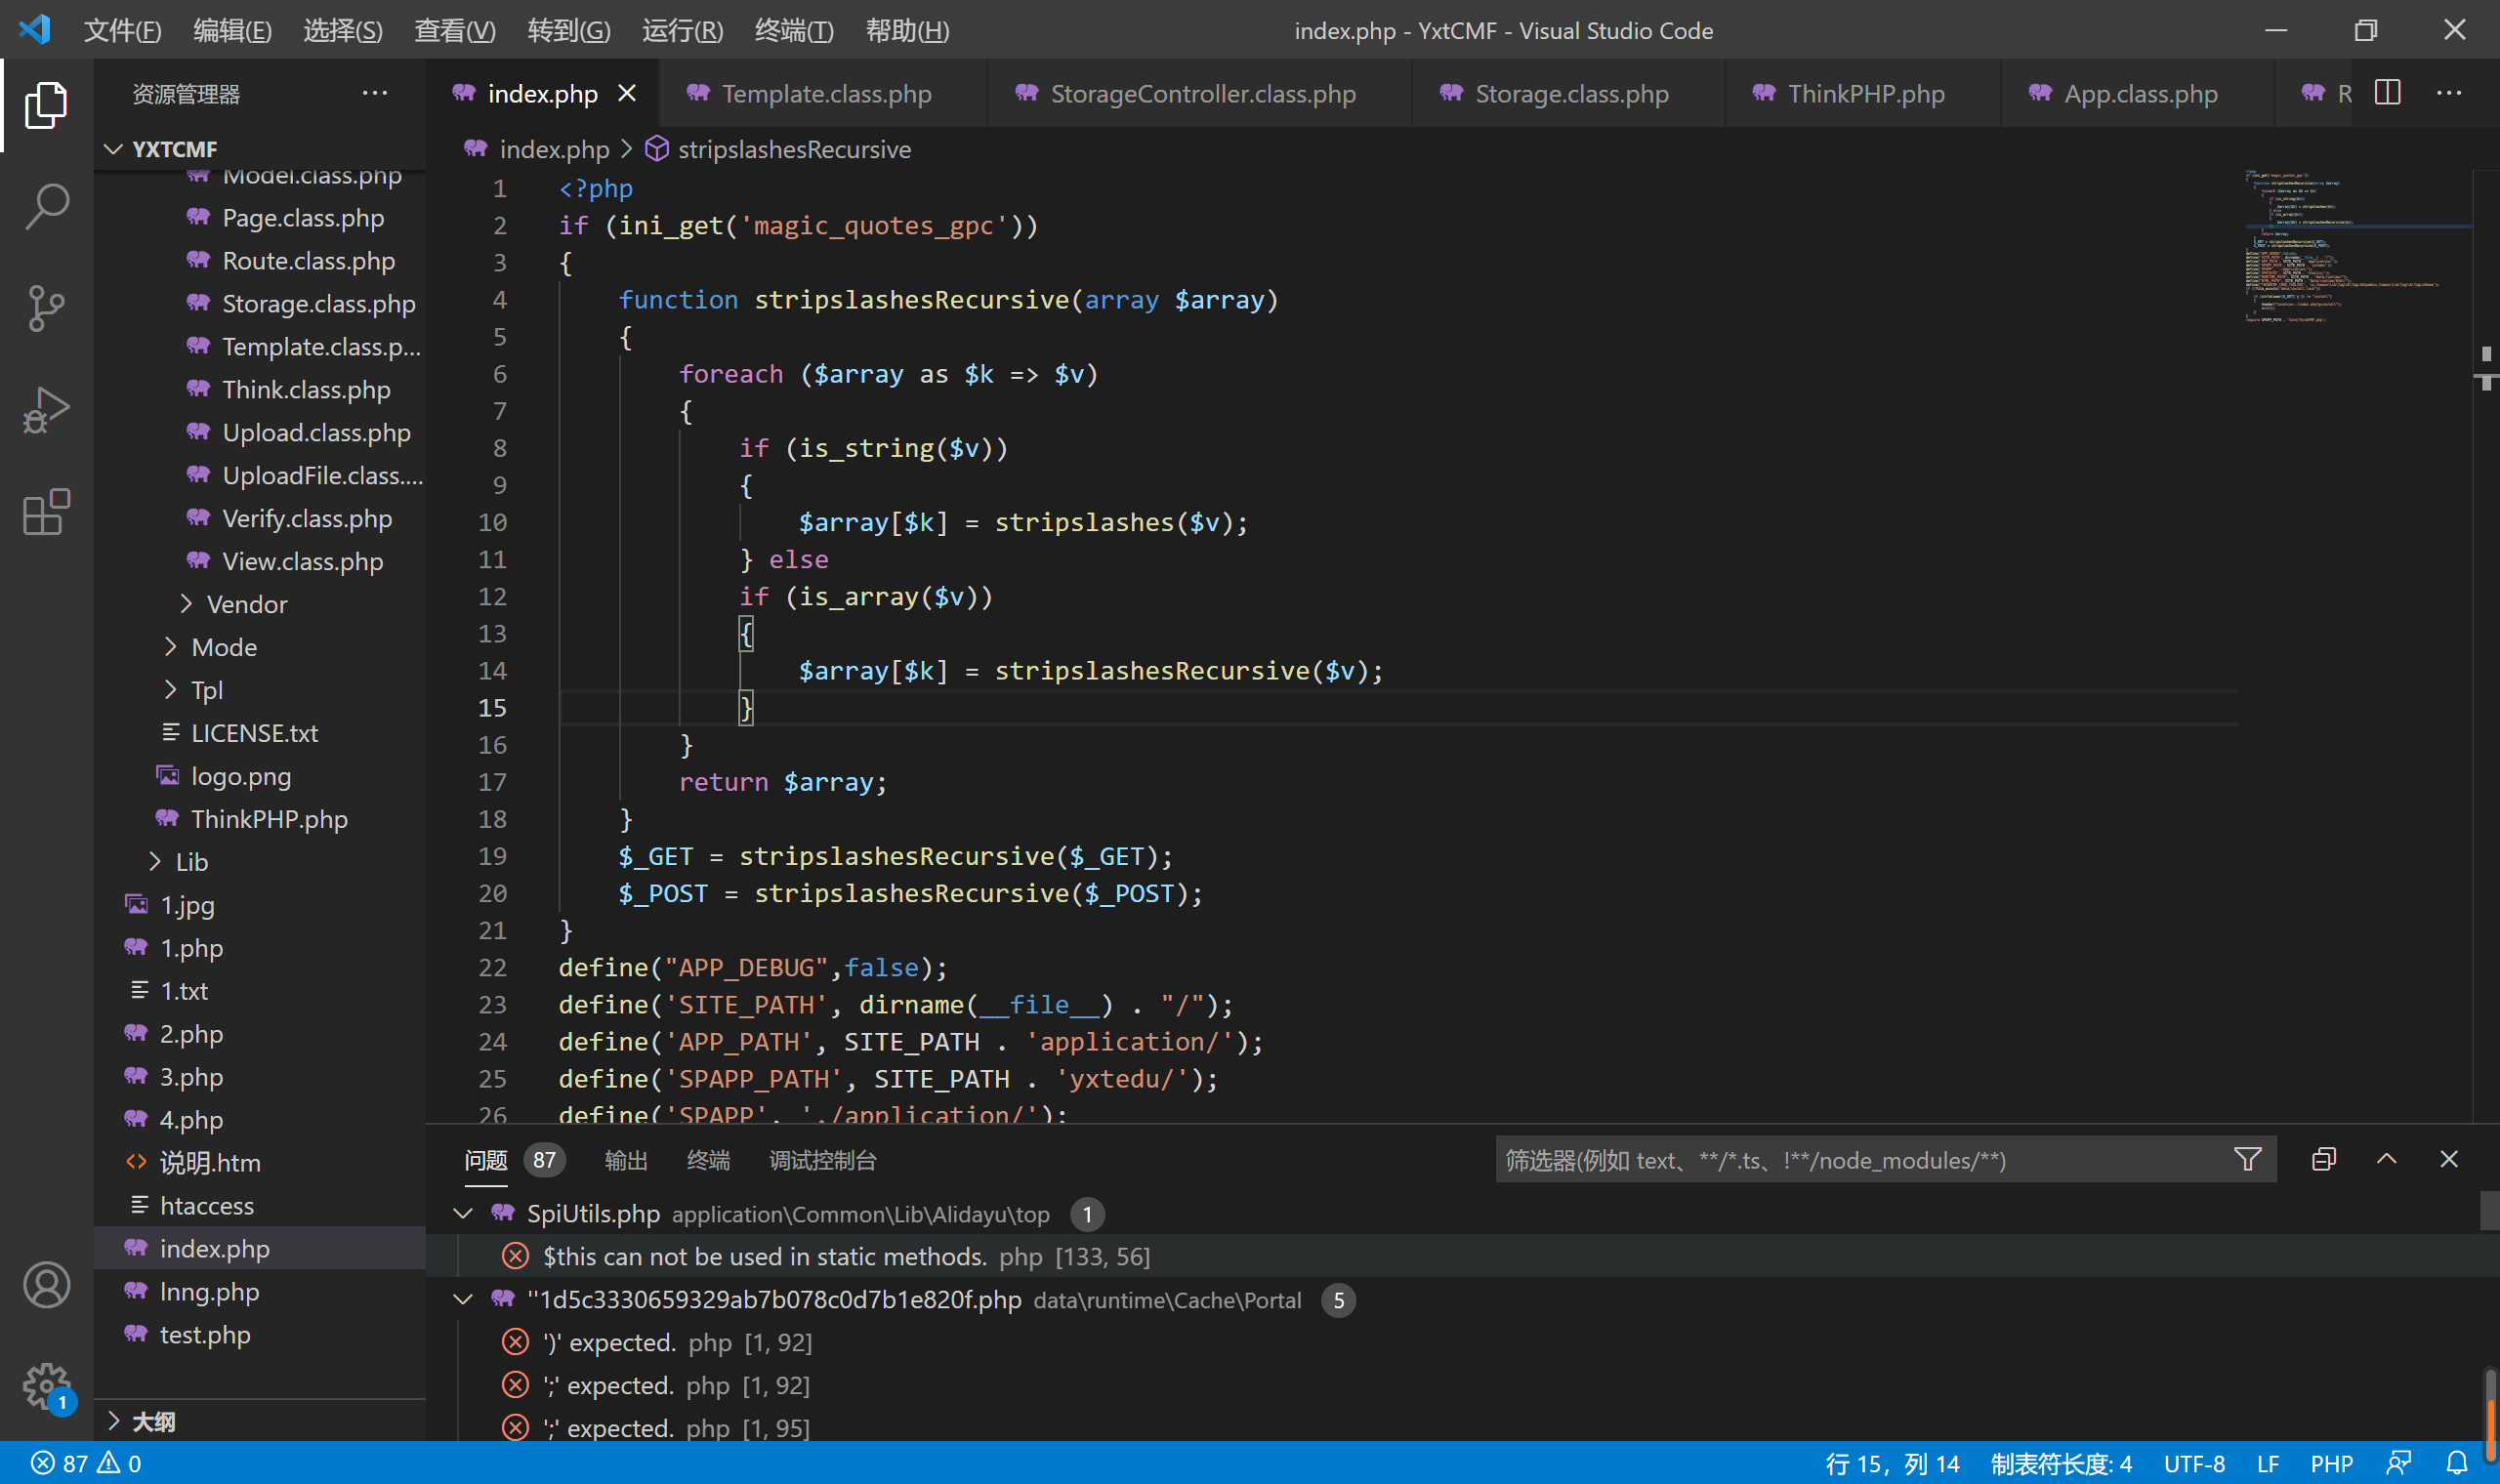 文件(F) 编辑(E) 选择(S) 查看(V) 转到(G) 运行(R) 终端(T) 帮助(H) index.php - YxtCMF - Visual Studio Code
资源管理器
YXTCMF
Model.class.php
Page.class.php
Route.class.php
Storage.class.php
Template.class.p...
Think.class.php
Upload.class.php
UploadFile.class....
Verify.class.php
View.class.php
Vendor
Mode
Tpl
LICENSE.txt
logo.png
ThinkPHP.php
Lib
1.jpg
1.php
1.txt
2.php
3.php
4.php
说明.htm
htaccess
index.php
lnng.php
test.php
大纲
1
index.php Template.class.php StorageController.class.php Storage.class.php ThinkPHP.php App.class.php R
index.php > stripslashesRecursive
1 <?php
2 if (ini_get('magic_quotes_gpc'))
3 {
4 function stripslashesRecursive(array $array)
5 {
6 foreach ($array as $k => $v)
7 {
8 if (is_string($v))
9 {
10 $array[$k] = stripslashes($v);
11 } else
12 if (is_array($v))
13 {
14 $array[$k] = stripslashesRecursive($v);
15 }
16 }
17 return $array;
18 }
19 $_GET = stripslashesRecursive($_GET);
20 $_POST = stripslashesRecursive($_POST);
21 }
22 define("APP_DEBUG",false);
23 define('SITE_PATH', dirname(__file__) . "/");
24 define('APP_PATH', SITE_PATH . 'application/');
25 define('SPAPP_PATH', SITE_PATH . 'yxtedu/');
26 define('SPAPP', './application/');
问题 87 输出 终端 调试控制台 筛选器(例如 text、**/*.ts、!**/node_modules/**)
SpiUtils.php application\Common\Lib\Alidayu\top 1
$this can not be used in static methods. php [133, 56]
''1d5c3330659329ab7b078c0d7b1e820f.php data\runtime\Cache\Portal 5
')' expected. php [1, 92]
';' expected. php [1, 92]
';' expected. php [1, 95]
87 0 行 15，列 14 制表符长度: 4 UTF-8 LF PHP